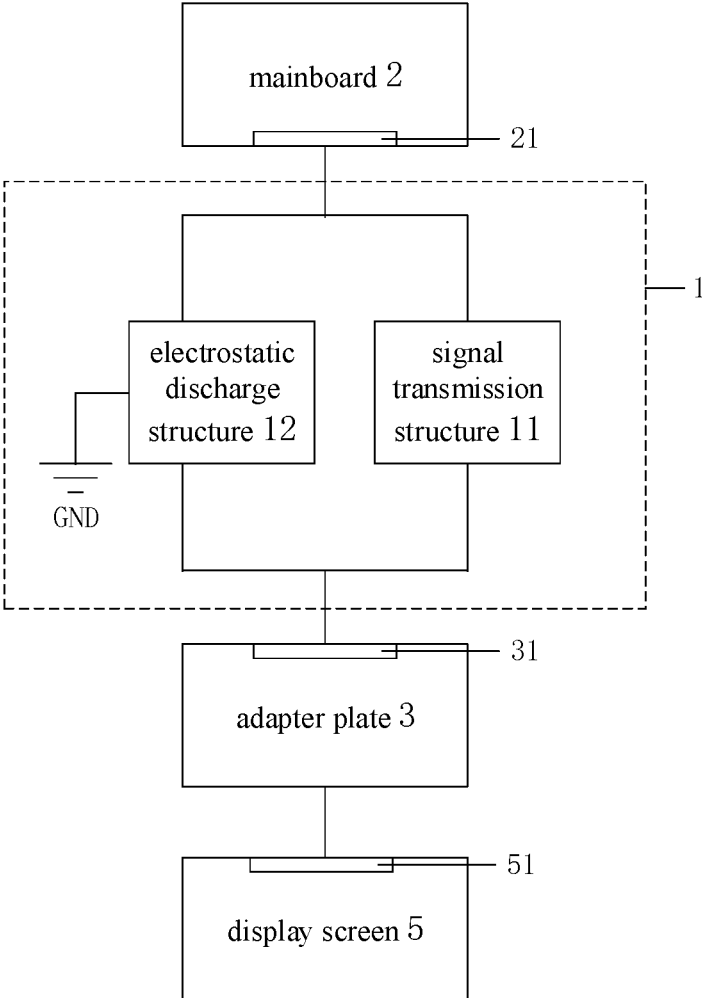 mainboard 2
21
1
electrostatic
discharge
structure 12
signal
transmission
structure 11
GND
31
adapter plate 3
51
display screen 5